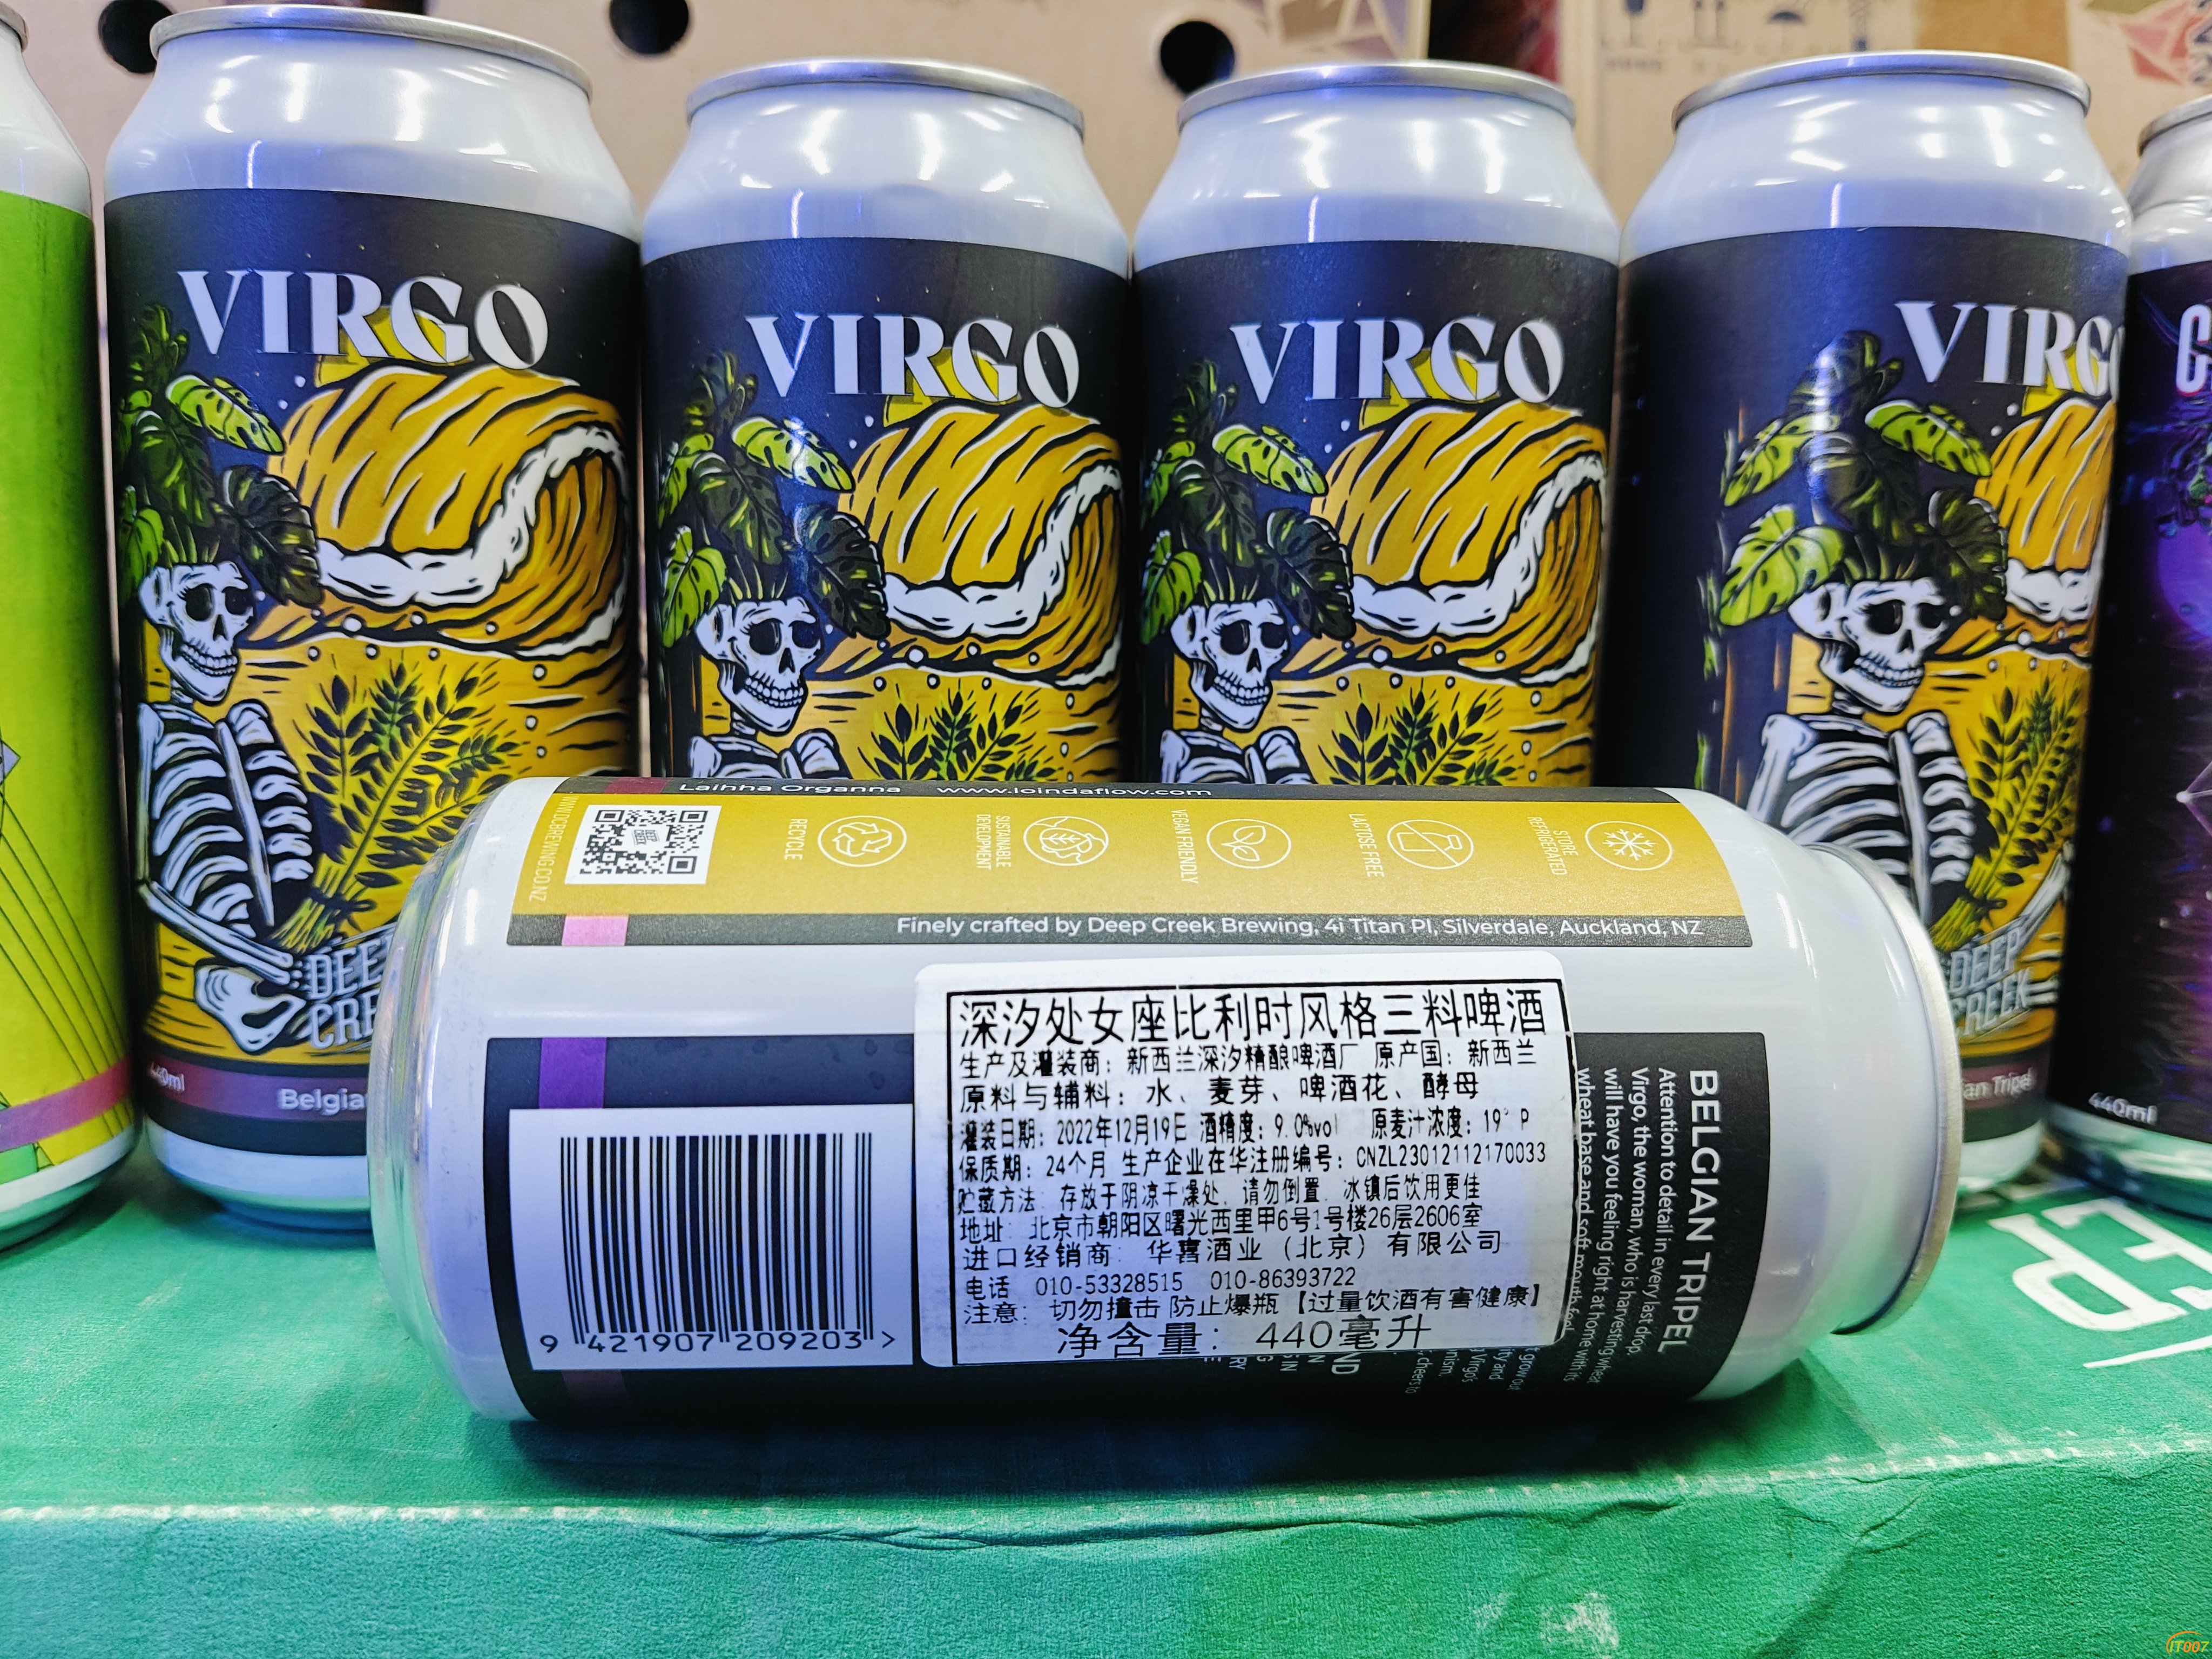 VIRGO
VIRGO
VIRGO
VIRGO
DEEP
CREEK
440ml
440ml
Laihha Organna www.loindaflow.com
RECYCLE
SUSTAINABLE
DEVELOPMENT
VEGAN FRIENDLY
LACTOSE FREE
STORE
REFRIGERATED
Finely crafted by Deep Creek Brewing, 4i Titan Pl, Silverdale, Auckland, NZ
深汐处女座比利时风格三料啤酒
生产及灌装商：新西兰深汐精酿啤酒厂 原产国：新西兰
原料与辅料：水、麦芽、啤酒花、酵母
灌装日期：2022年12月19日 酒精度：9.0%vol 原麦汁浓度：19°P
保质期：24个月 生产企业在华注册编号：CNZL23012112170033
贮藏方法：存放于阴凉干燥处，请勿倒置，冰镇后饮用更佳
地址：北京市朝阳区曙光西里甲6号1号楼26层2606室
进口经销商：华喜酒业（北京）有限公司
电话 010-53328515 010-86393722
注意：切勿撞击 防止爆瓶【过量饮酒有害健康】
净含量：440毫升
9 421907 209203 >
BELGIAN TRIPEL
Attention to detail in every last drop.
Virgo, the woman, who is harvesting wheat
will have you feeling right at home with its
wheat base and soft mouth feel
IT007